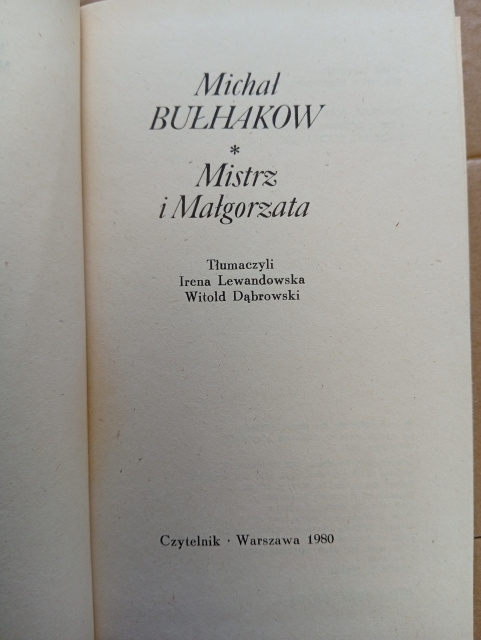 Michał
BUŁHAKOW
*
Mistrz
i Małgorzata
Tłumaczyli
Irena Lewandowska
Witold Dąbrowski
Czytelnik · Warszawa 1980